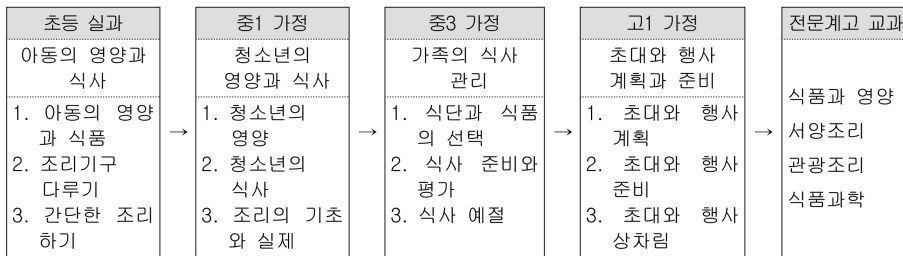 초등 실과
아동의 영양과
식사
1. 아동의 영양
과 식품
2. 조리기구
다루기
3. 간단한 조리
하기
→
중1 가정
청소년의
영양과 식사
1. 청소년의
영양
2. 청소년의
식사
3. 조리의 기초
와 실제
→
중3 가정
가족의 식사
관리
1. 식단과 식품
의 선택
2. 식사 준비와
평가
3. 식사 예절
→
고1 가정
초대와 행사
계획과 준비
1. 초대와 행사
계획
2. 초대와 행사
준비
3. 초대와 행사
상차림
→
전문계고 교과
식품과 영양
서양조리
관광조리
식품과학